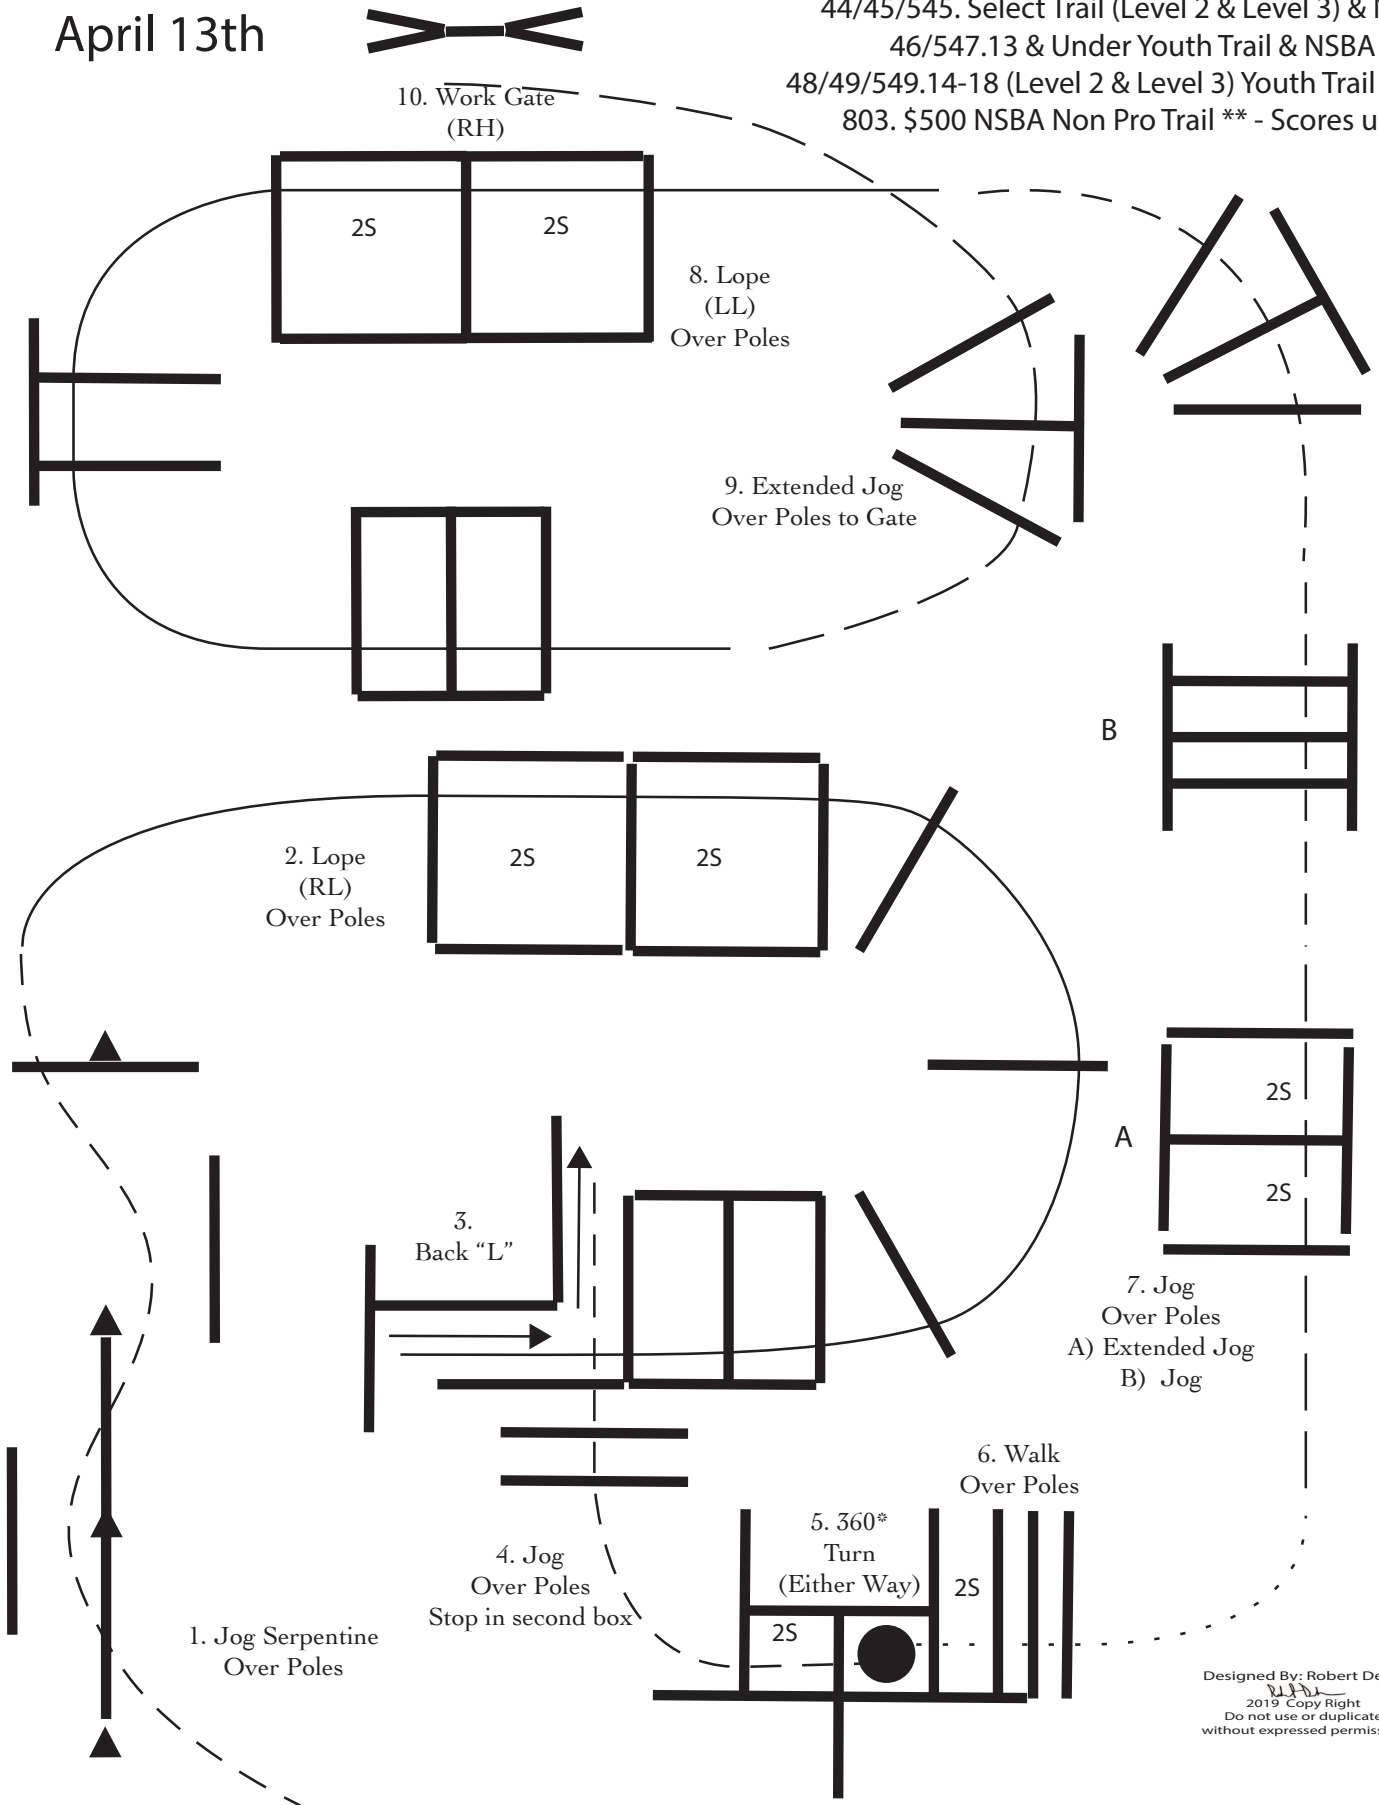 April 13th
44/45/545. Select Trail (Level 2 & Level 3) &
46/547.13 & Under Youth Trail & NSBA
48/49/549.14-18 (Level 2 & Level 3) Youth Trail
803. $500 NSBA Non Pro Trail ** - Scores
10. Work Gate
(RH)
2S
2S
8. Lope
(LL)
Over Poles
9. Extended Jog
Over Poles to Gate
B
2. Lope
(RL)
Over Poles
2S
2S
2S
A
2S
3.
Back “L”
7. Jog
Over Poles
A) Extended Jog
B) Jog
6. Walk
Over Poles
5. 360*
Turn
(Either Way)
2S
2S
4. Jog
Over Poles
Stop in second box
1. Jog Serpentine
Over Poles
Designed By: Robert
2019 Copy Right
Do not use or duplicate
without expressed